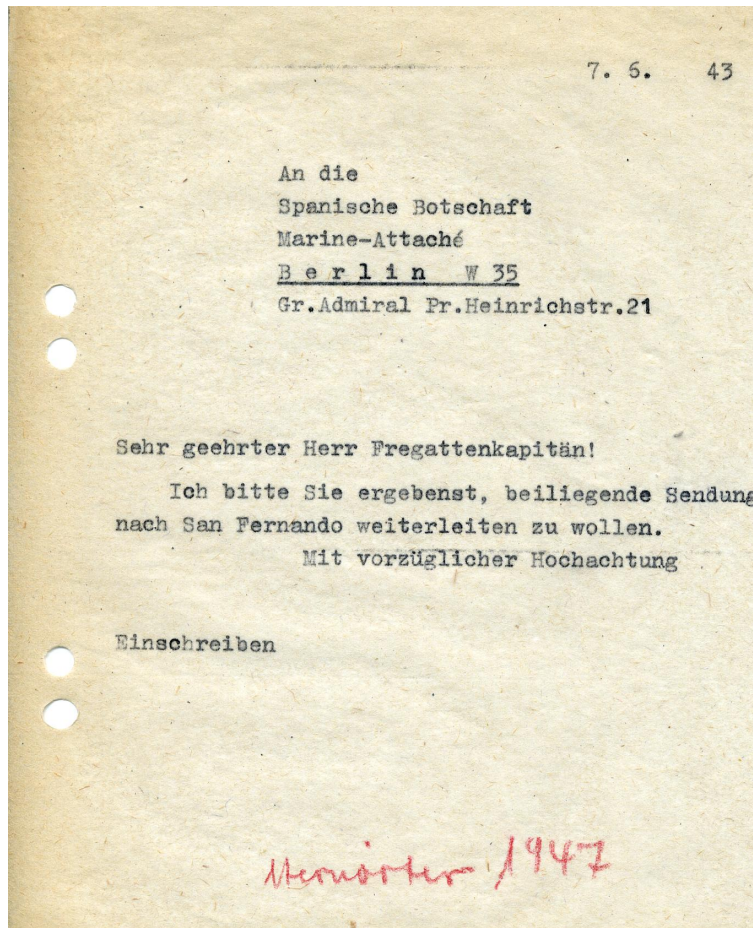 7. 6. 43
An die
Spanische Botschaft
Marine-Attaché
Berlin W 35
Gr.Admiral Pr.Heinrichstr.21
Sehr geehrter Herr Fregattenkapitän!
Ich bitte Sie ergebenst, beiliegende Sendung
nach San Fernando weiterleiten zu wollen.
Mit vorzüglicher Hochachtung
Einschreiben
Sternörter 1947